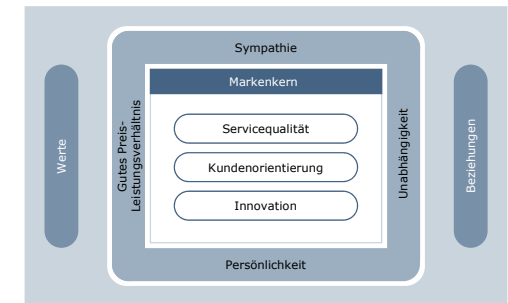 Sympathie
Markenkern
Werte
Gutes Preis-
Leistungsverhältnis
Servicequalität
Kundenorientierung
Innovation
Unabhängigkeit
Beziehungen
Persönlichkeit